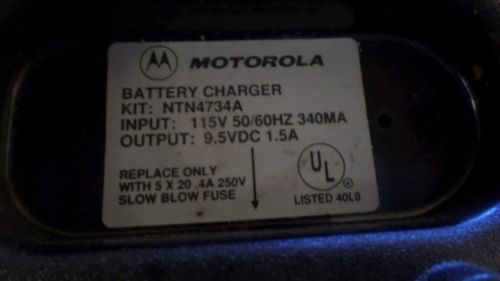 MOTOROLA
BATTERY CHARGER
KIT: NTN4734A
INPUT: 115V 50/60HZ 340MA
OUTPUT: 9.5VDC 1.5A
REPLACE ONLY
WITH 5 X 20 .4A 250V
SLOW BLOW FUSE
UL
®
LISTED 40L0